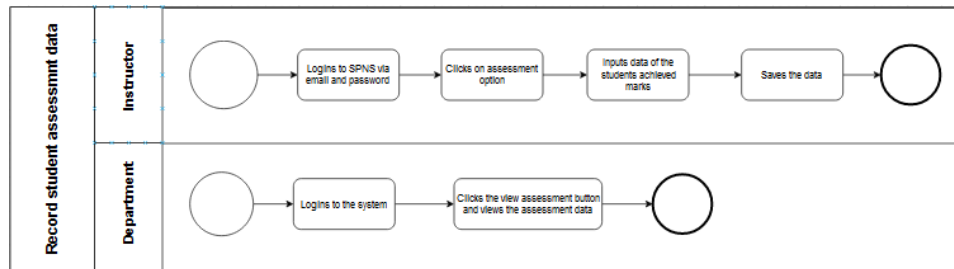 Record student assessmnt data
Instructor
LogIns to SPNS via
email and password
Clicks on assessment
option
Inputs data of the
students achieved
marks
Saves the data
Department
LogIns to the system
Clicks the view assessment button
and views the assessment data